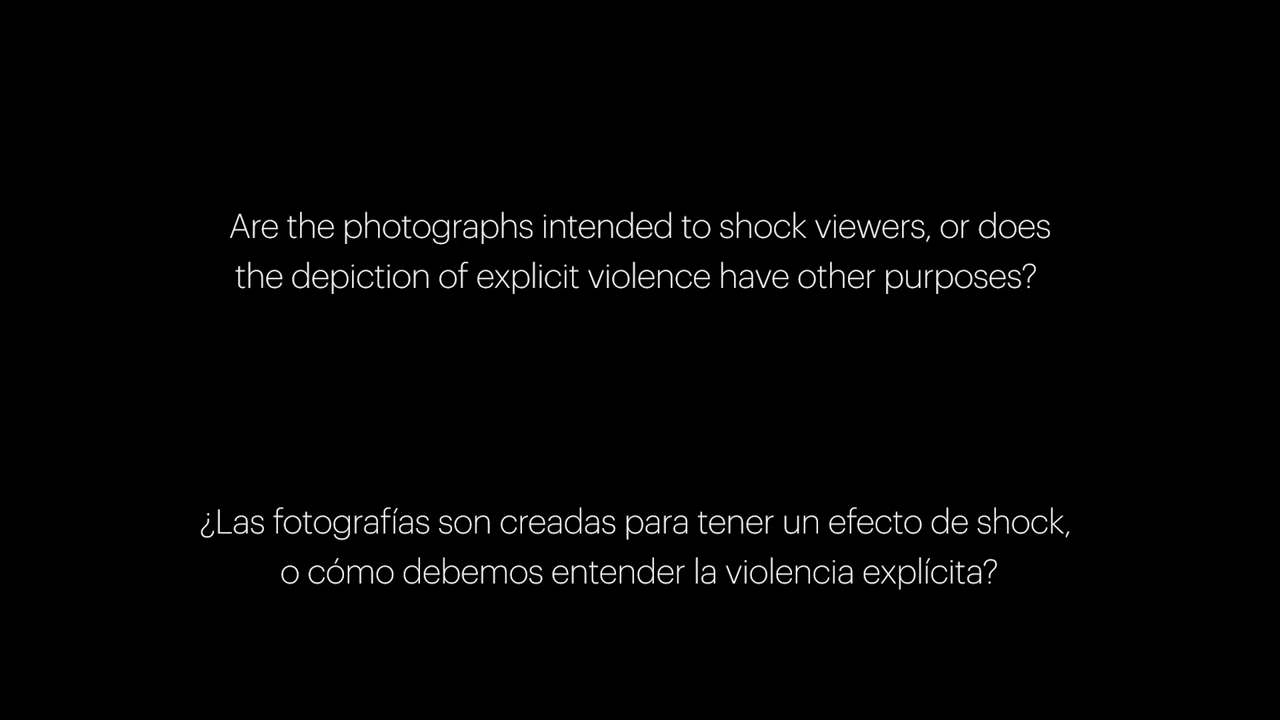 Are the photographs intended to shock viewers, or does
the depiction of explicit violence have other purposes?
¿Las fotografías son creadas para tener un efecto de shock,
o cómo debemos entender la violencia explícita?